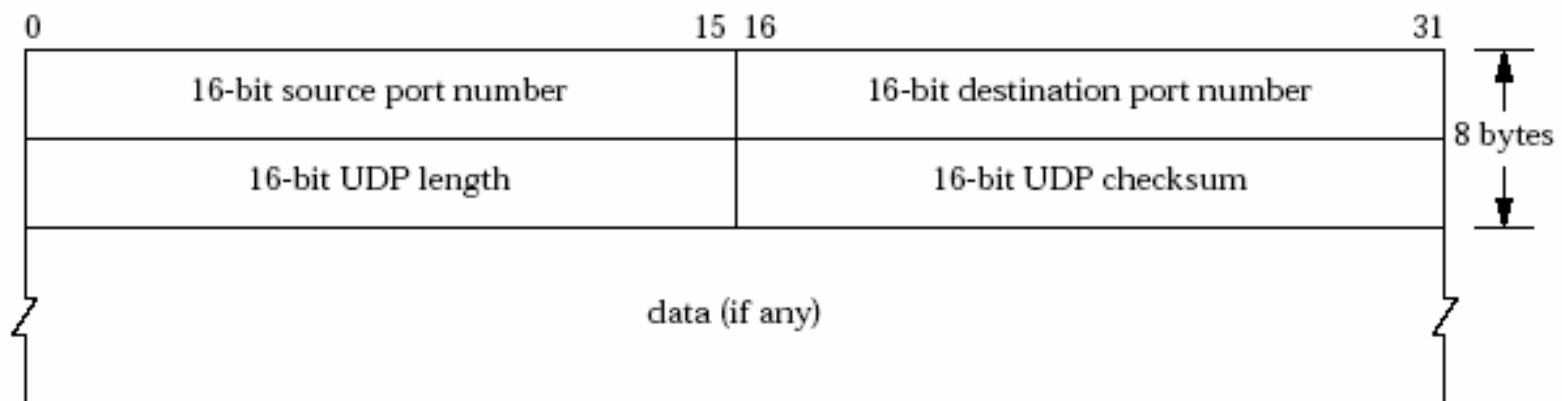 0 15 16 31
16-bit source port number 16-bit destination port number
8 bytes
16-bit UDP length 16-bit UDP checksum
data (if any)